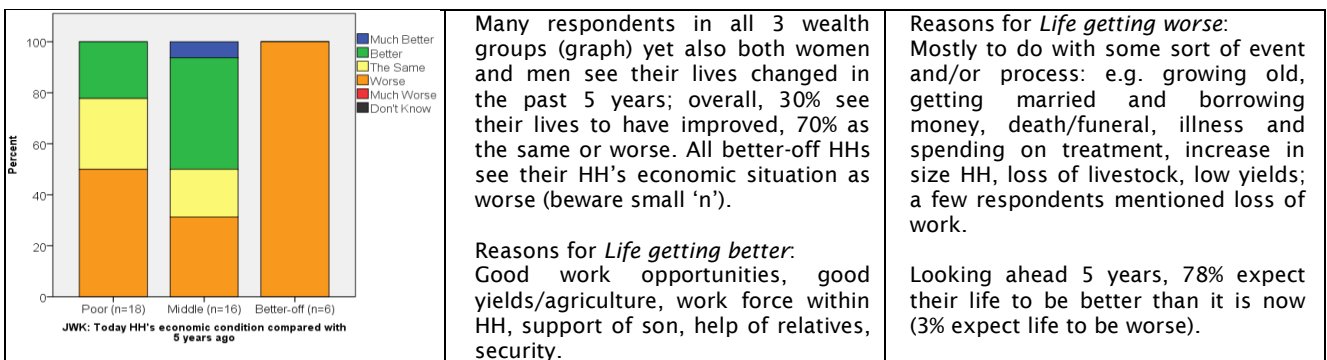 100
80
60
40
20
0
Percent
Much Better
Better
The Same
Worse
Much Worse
Don't Know
Poor (n=18) Middle (n=16) Better-off (n=6)
JWK: Today HH's economic condition compared with
5 years ago
Many respondents in all 3 wealth
groups (graph) yet also both women
and men see their lives changed in
the past 5 years; overall, 30% see
their lives to have improved, 70% as
the same or worse. All better-off HHs
see their HH's economic situation as
worse (beware small 'n').
Reasons for Life getting better:
Good work opportunities, good
yields/agriculture, work force within
HH, support of son, help of relatives,
security.
Reasons for Life getting worse:
Mostly to do with some sort of event
and/or process: e.g. growing old,
getting married and borrowing
money, death/funeral, illness and
spending on treatment, increase in
size HH, loss of livestock, low yields;
a few respondents mentioned loss of
work.
Looking ahead 5 years, 78% expect
their life to be better than it is now
(3% expect life to be worse).